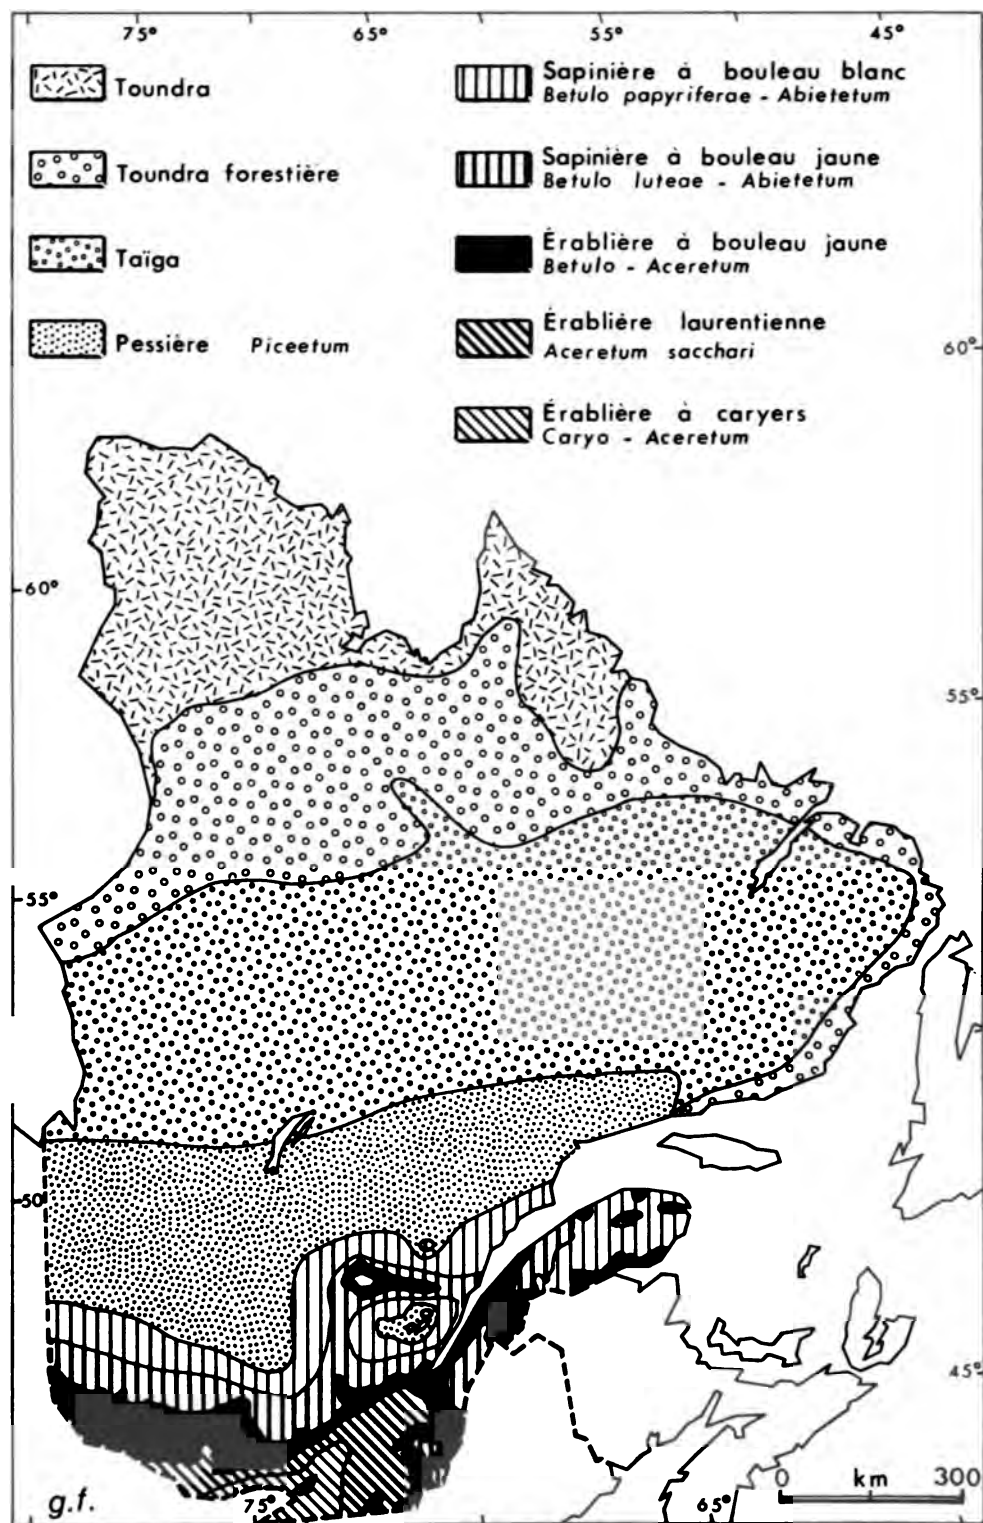 75° 65° 55° 45°
Toundra
Toundra forestière
Taïga
Pessière Piceetum
Sapinière à bouleau blanc
Betulo papyriferae - Abietetum
Sapinière à bouleau jaune
Betulo luteae - Abietetum
Érablière à bouleau jaune
Betulo - Aceretum
Érablière laurentienne
Aceretum sacchari
Érablière à caryers
Caryo - Aceretum
60°
60°
55°
55°
50°
45°
0 km 300
g.f.
75° 65°